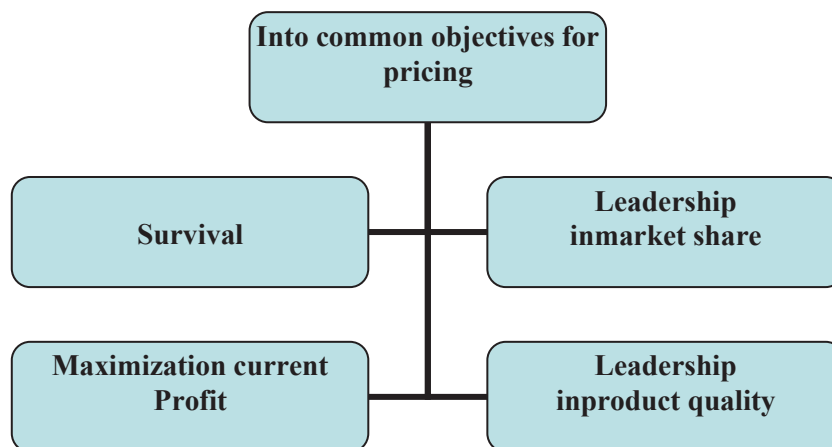 Into common objectives for
pricing
Survival
Leadership
inmarket share
Maximization current
Profit
Leadership
inproduct quality